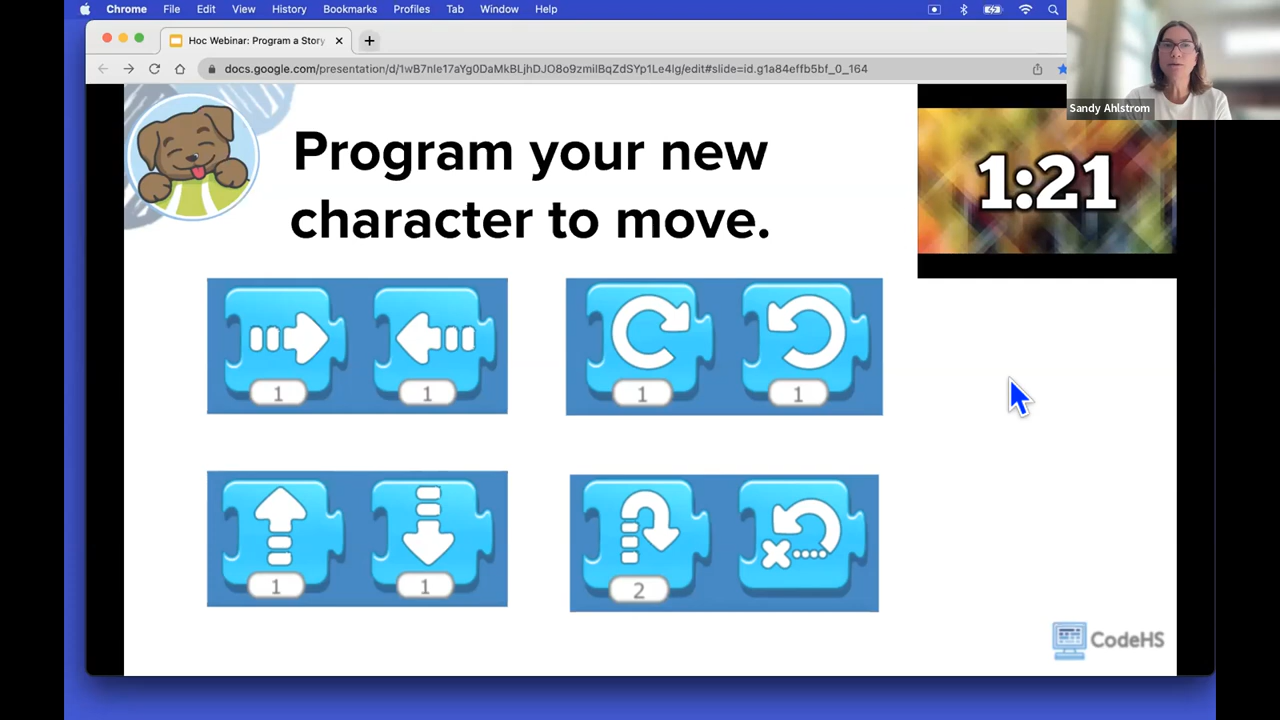 Chrome File Edit View History Bookmarks Profiles Tab Window Help
Hoc Webinar: Program a Story
docs.google.com/presentation/d/1wB7nIe17aYg0DaMkBLjhDJO8o9zmiIBqZdSYp1Le4lg/edit#slide=id.g1a84effb5bf_0_164
Sandy Ahlstrom
Program your new
character to move.
1:21
1 1 1 1
1 1 2
CodeHS